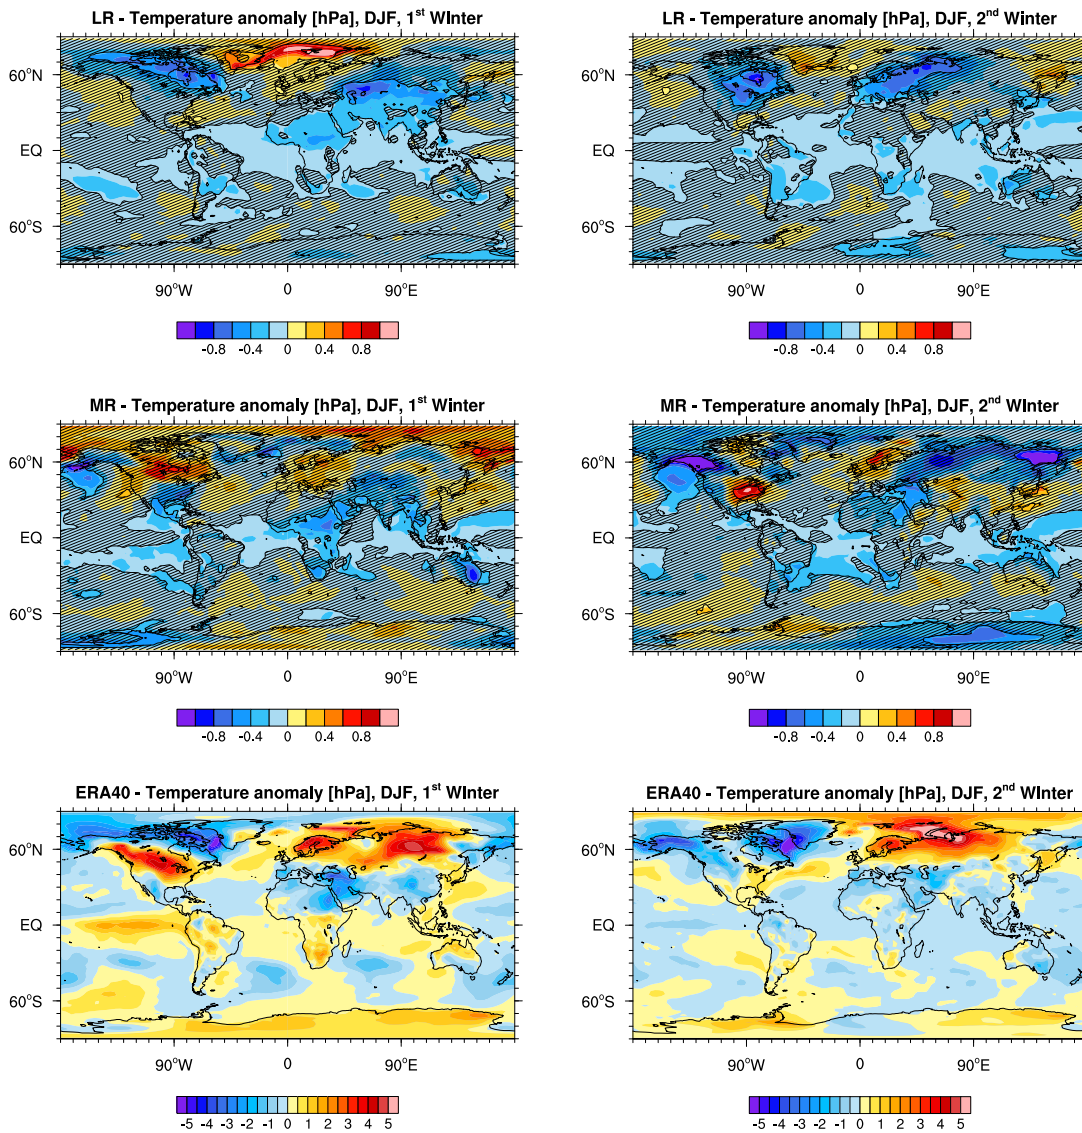 LR - Temperature anomaly [hPa], DJF, 1st WInter
LR - Temperature anomaly [hPa], DJF, 2nd WInter
60°N
EQ
60°S
90°W 0 90°E
-0.8 -0.4 0 0.4 0.8
60°N
EQ
60°S
90°W 0 90°E
-0.8 -0.4 0 0.4 0.8
MR - Temperature anomaly [hPa], DJF, 1st Winter
MR - Temperature anomaly [hPa], DJF, 2nd WInter
60°N
EQ
60°S
90°W 0 90°E
-0.8 -0.4 0 0.4 0.8
60°N
EQ
60°S
90°W 0 90°E
-0.8 -0.4 0 0.4 0.8
ERA40 - Temperature anomaly [hPa], DJF, 1st WInter
ERA40 - Temperature anomaly [hPa], DJF, 2nd WInter
60°N
EQ
60°S
90°W 0 90°E
-5 -4 -3 -2 -1 0 1 2 3 4 5
60°N
EQ
60°S
90°W 0 90°E
-5 -4 -3 -2 -1 0 1 2 3 4 5